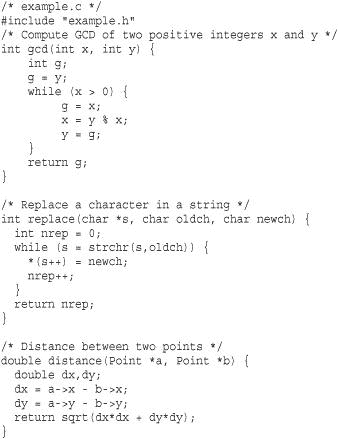 /* example.c */
#include "example.h"
/* Compute GCD of two positive integers x and y */
int gcd(int x, int y) {
    int g;
    g = y;
    while (x > 0) {
         g = x;
         x = y % x;
         y = g;
    }
    return g;
}

/* Replace a character in a string */
int replace(char *s, char oldch, char newch) {
  int nrep = 0;
  while (s = strchr(s,oldch)) {
    *(s++) = newch;
    nrep++;
  }
  return nrep;
}

/* Distance between two points */
double distance(Point *a, Point *b) {
  double dx,dy;
  dx = a->x - b->x;
  dy = a->y - b->y;
  return sqrt(dx*dx + dy*dy);
}